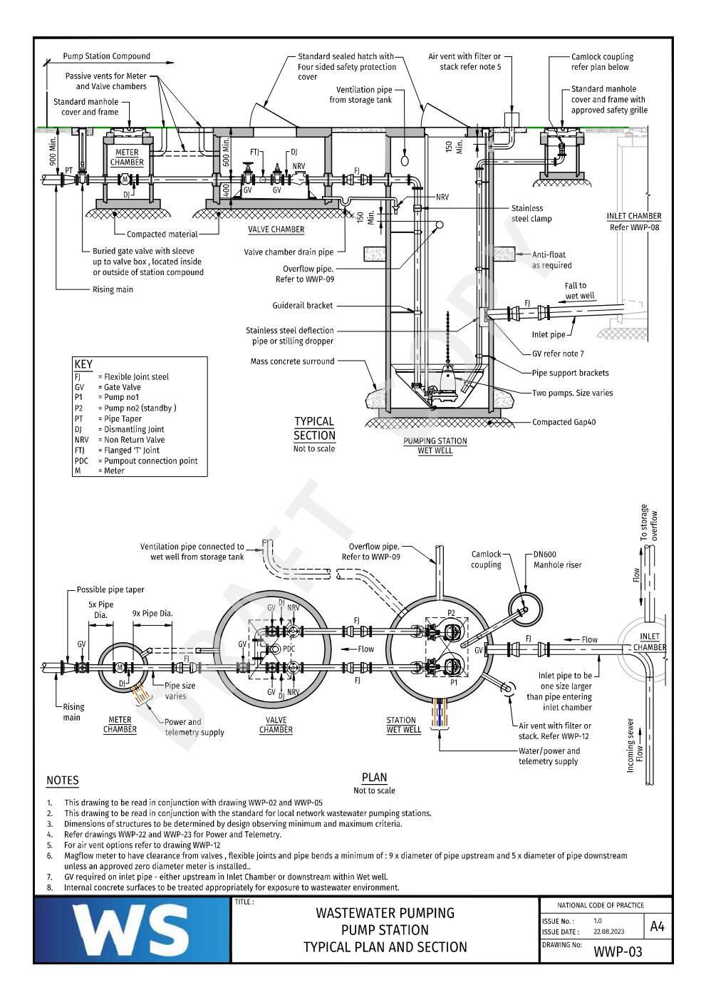 Pump Station Compound
Passive vents for Meter
and Valve chambers
Standard manhole
cover and frame
Standard sealed hatch with
Four sided safety protection
cover
Ventilation pipe
from storage tank
Air vent with filter or
stack refer note 5
Camlock coupling
refer plan below
Standard manhole
cover and frame with
approved safety grille
900 Min.
PT
METER
CHAMBER
M
DJ
600 Min.
400
FTJ
DJ
NRV
GV
GV
FJ
150
Min.
NRV
150
Min.
Stainless
steel clamp
INLET CHAMBER
Refer WWP-08
Compacted material
VALVE CHAMBER
Buried gate valve with sleeve
up to valve box , located inside
or outside of station compound
Rising main
Valve chamber drain pipe
Overflow pipe.
Refer to WWP-09
Anti-float
as required
Fall to
wet well
FJ
Guiderail bracket
Inlet pipe
Stainless steel deflection
pipe or stilling dropper
GV refer note 7
Mass concrete surround
Pipe support brackets
Two pumps. Size varies
Compacted Gap40
KEY
FJ = Flexible Joint steel
GV = Gate Valve
P1 = Pump no1
P2 = Pump no2 (standby )
PT = Pipe Taper
DJ = Dismantling Joint
NRV = Non Return Valve
FTJ = Flanged 'T' Joint
PDC = Pumpout connection point
M = Meter
TYPICAL
SECTION
Not to scale
PUMPING STATION
WET WELL
DRAFT COPY
Ventilation pipe connected to
wet well from storage tank
Overflow pipe.
Refer to WWP-09
Camlock
coupling
DN600
Manhole riser
To storage
overflow
Flow
Possible pipe taper
5x Pipe
Dia.
9x Pipe Dia.
GV
M
DJ
FJ
GV
GV
DJ
NRV
PDC
GV
DJ
NRV
FJ
Flow
FJ
P2
P1
GV
FJ
Flow
INLET
CHAMBER
Pipe size
varies
Inlet pipe to be
one size larger
than pipe entering
inlet chamber
Rising
main
METER
CHAMBER
Power and
telemetry supply
VALVE
CHAMBER
STATION
WET WELL
Air vent with filter or
stack. Refer WWP-12
Water/power and
telemetry supply
Incoming sewer
Flow
NOTES
PLAN
Not to scale
1. This drawing to be read in conjunction with drawing WWP-02 and WWP-05
2. This drawing to be read in conjunction with the standard for local network wastewater pumping stations.
3. Dimensions of structures to be determined by design observing minimum and maximum criteria.
4. Refer drawings WWP-22 and WWP-23 for Power and Telemetry.
5. For air vent options refer to drawing WWP-12
6. Magflow meter to have clearance from valves , flexible joints and pipe bends a minimum of : 9 x diameter of pipe upstream and 5 x diameter of pipe downstream
unless an approved zero diameter meter is installed..
7. GV required on inlet pipe - either upstream in Inlet Chamber or downstream within Wet well.
8. Internal concrete surfaces to be treated appropriately for exposure to wastewater environment.
WS
TITLE :
WASTEWATER PUMPING
PUMP STATION
TYPICAL PLAN AND SECTION
NATIONAL CODE OF PRACTICE
ISSUE No. : 1.0
ISSUE DATE : 22.08.2023
A4
DRAWING No: WWP-03